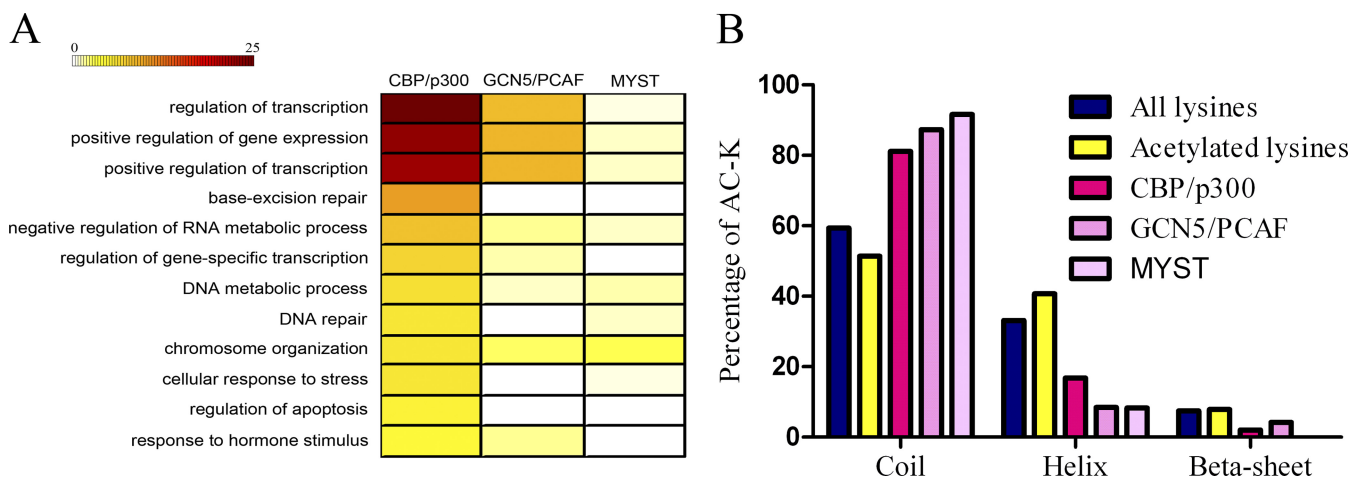 A
0 25
CBP/p300 GCN5/PCAF MYST
regulation of transcription
positive regulation of gene expression
positive regulation of transcription
base-excision repair
negative regulation of RNA metabolic process
regulation of gene-specific transcription
DNA metabolic process
DNA repair
chromosome organization
cellular response to stress
regulation of apoptosis
response to hormone stimulus
B
Percentage of AC-K
100
80
60
40
20
0
Coil Helix Beta-sheet
All lysines
Acetylated lysines
CBP/p300
GCN5/PCAF
MYST